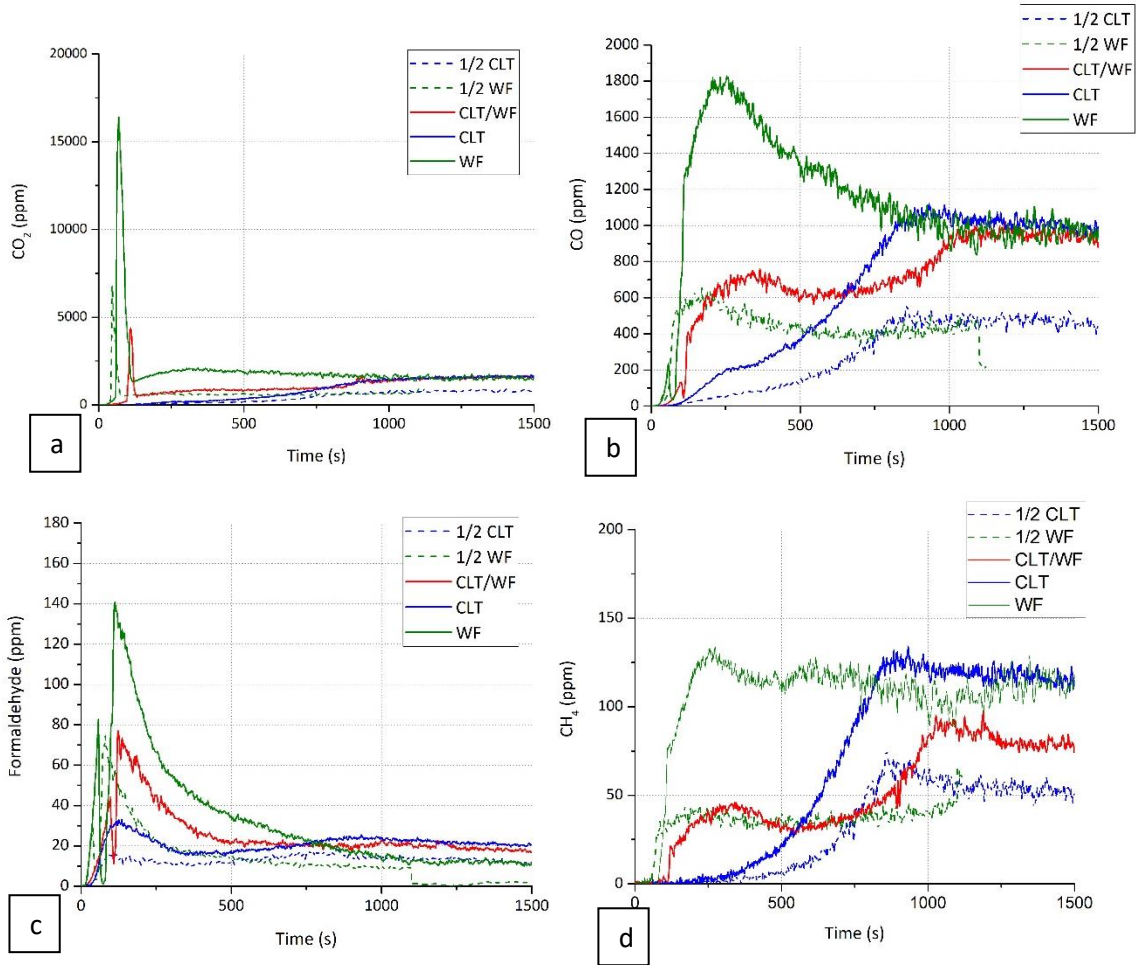 20000
15000
10000
5000
0
CO₂ (ppm)
0 500 1000 1500
Time (s)
1/2 CLT
1/2 WF
CLT/WF
CLT
WF
a
2000
1800
1600
1400
1200
1000
800
600
400
200
0
CO (ppm)
0 500 1000 1500
Time (s)
1/2 CLT
1/2 WF
CLT/WF
CLT
WF
b
180
160
140
120
100
80
60
40
20
0
Formaldehyde (ppm)
0 500 1000 1500
Time (s)
1/2 CLT
1/2 WF
CLT/WF
CLT
WF
c
200
150
100
50
0
CH₄ (ppm)
0 500 1000 1500
Time (s)
1/2 CLT
1/2 WF
CLT/WF
CLT
WF
d